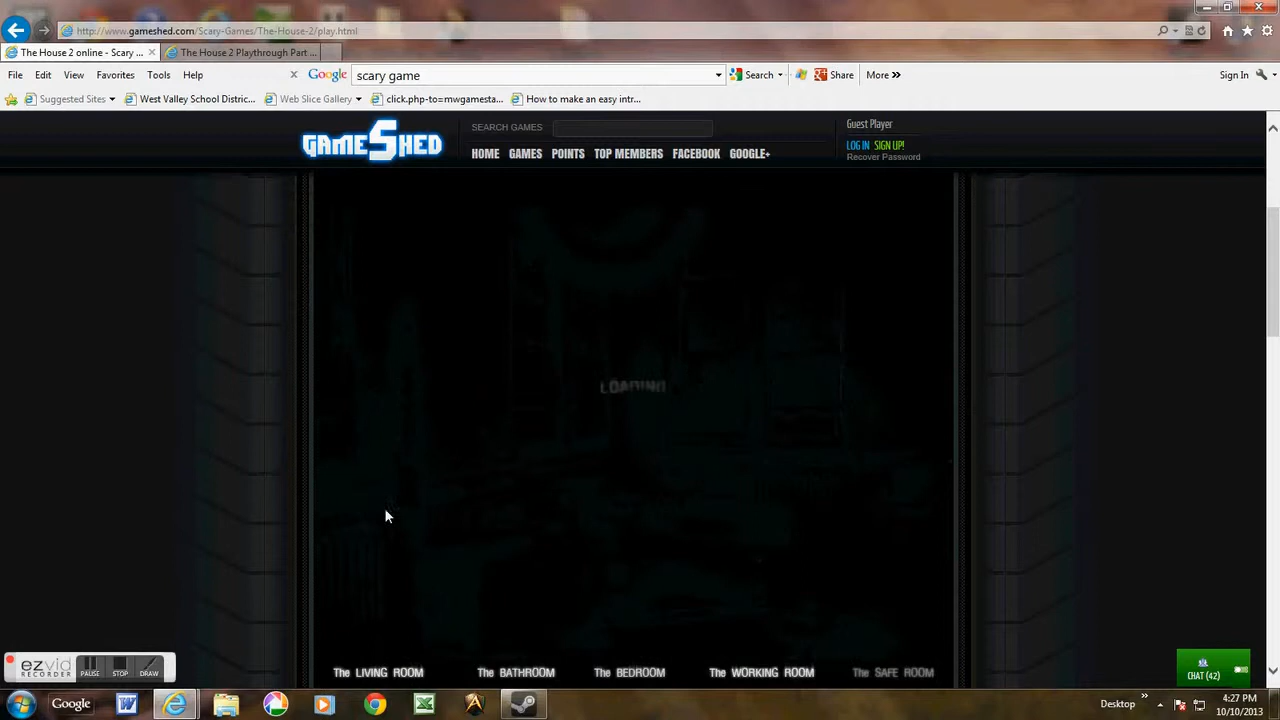 http://www.gameshed.com/Scary-Games/The-House-2/play.html
The House 2 online - Scary ...
The House 2 Playthrough Part ...
File Edit View Favorites Tools Help
x Google scary game Search Share More » Sign In
Suggested Sites West Valley School Distric... Web Slice Gallery click.php-to=mwgamesta... How to make an easy intr...
GAMESHED
SEARCH GAMES
Guest Player
HOME GAMES POINTS TOP MEMBERS FACEBOOK GOOGLE+
LOG IN SIGN UP!
Recover Password
LOADING
The LIVING ROOM The BATHROOM The BEDROOM The WORKING ROOM The SAFE ROOM
ezvid
RECORDER
PAUSE STOP DRAW
CHAT (42)
Google
Desktop »
4:27 PM
10/10/2013